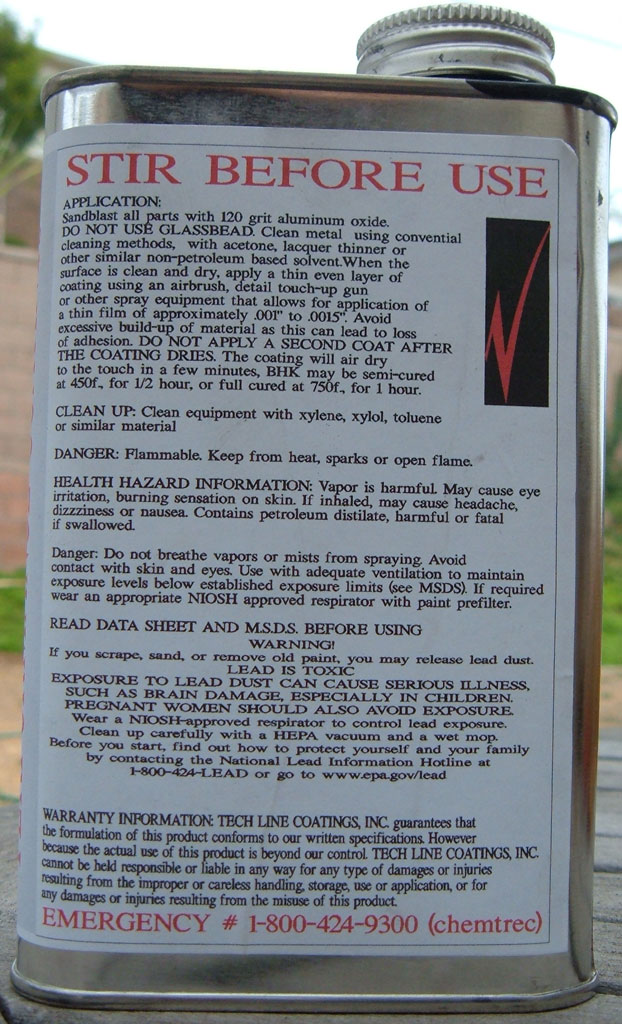 STIR BEFORE USE
APPLICATION:
Sandblast all parts with 120 grit aluminum oxide.
DO NOT USE GLASSBEAD. Clean metal using convential
cleaning methods, with acetone, lacquer thinner or
other similar non-petroleum based solvent.When the
surface is clean and dry, apply a thin even layer of
coating using an airbrush, detail touch-up gun
or other spray equipment that allows for application of
a thin film of approximately .001" to .0015". Avoid
excessive build-up of material as this can lead to loss
of adhesion. DO NOT APPLY A SECOND COAT AFTER
THE COATING DRIES. The coating will air dry
to the touch in a few minutes, BHK may be semi-cured
at 450f., for 1/2 hour, or full cured at 750f., for 1 hour.
CLEAN UP: Clean equipment with xylene, xylol, toluene
or similar material
DANGER: Flammable. Keep from heat, sparks or open flame.
HEALTH HAZARD INFORMATION: Vapor is harmful. May cause eye
irritation, burning sensation on skin. If inhaled, may cause headache,
dizzziness or nausea. Contains petroleum distilate, harmful or fatal
if swallowed.
Danger: Do not breathe vapors or mists from spraying. Avoid
contact with skin and eyes. Use with adequate ventilation to maintain
exposure levels below established exposure limits (see MSDS). If required
wear an appropriate NIOSH approved respirator with paint prefilter.
READ DATA SHEET AND M.S.D.S. BEFORE USING
WARNING!
If you scrape, sand, or remove old paint, you may release lead dust.
LEAD IS TOXIC
EXPOSURE TO LEAD DUST CAN CAUSE SERIOUS ILLNESS,
SUCH AS BRAIN DAMAGE, ESPECIALLY IN CHILDREN.
PREGNANT WOMEN SHOULD ALSO AVOID EXPOSURE.
Wear a NIOSH-approved respirator to control lead exposure.
Clean up carefully with a HEPA vacuum and a wet mop.
Before you start, find out how to protect yourself and your family
by contacting the National Lead Information Hotline at
1-800-424-LEAD or go to www.epa.gov/lead
WARRANTY INFORMATION: TECH LINE COATINGS, INC. guarantees that
the formulation of this product conforms to our written specifications. However
because the actual use of this product is beyond our control TECH LINE COATINGS, INC.
cannot be held responsible or liable in any way for any type of damages or injuries
resulting from the improper or careless handling, storage, use or application, or for
any damages or injuries resulting from the misuse of this product.
EMERGENCY # 1-800-424-9300 (chemtrec)